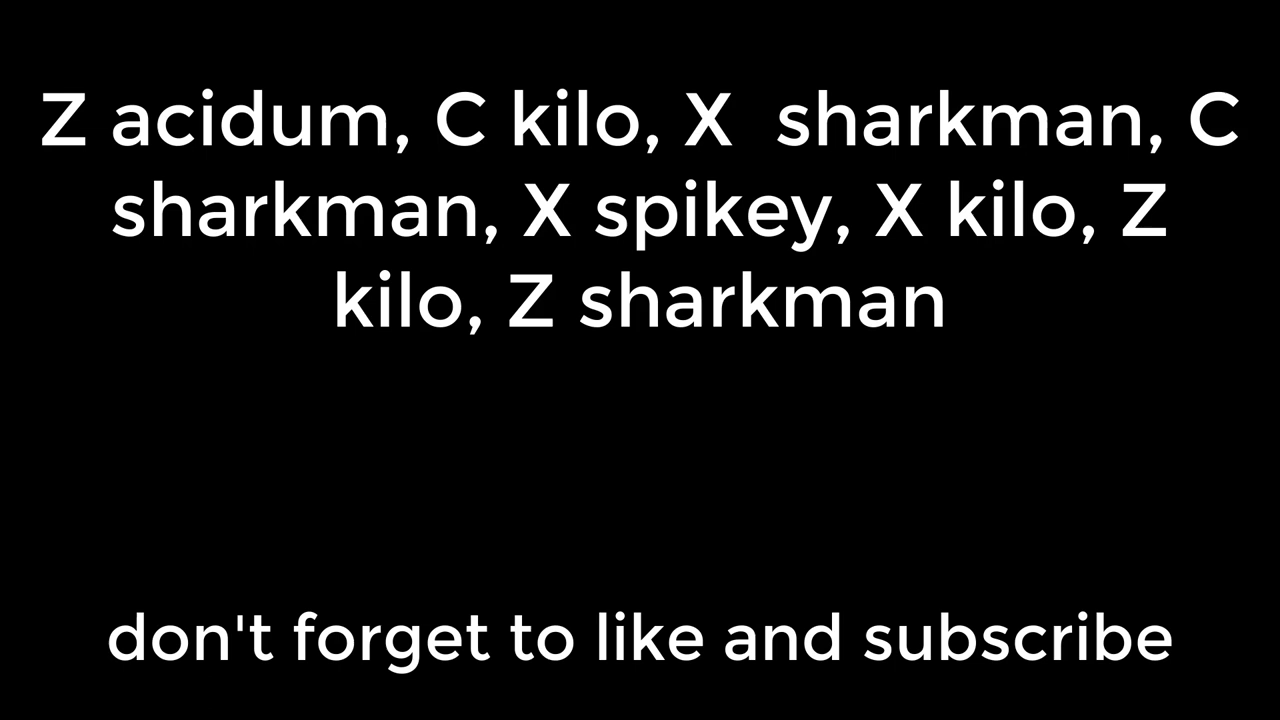 Z acidum, C kilo, X  sharkman, C
sharkman, X spikey, X kilo, Z
kilo, Z sharkman
don't forget to like and subscribe